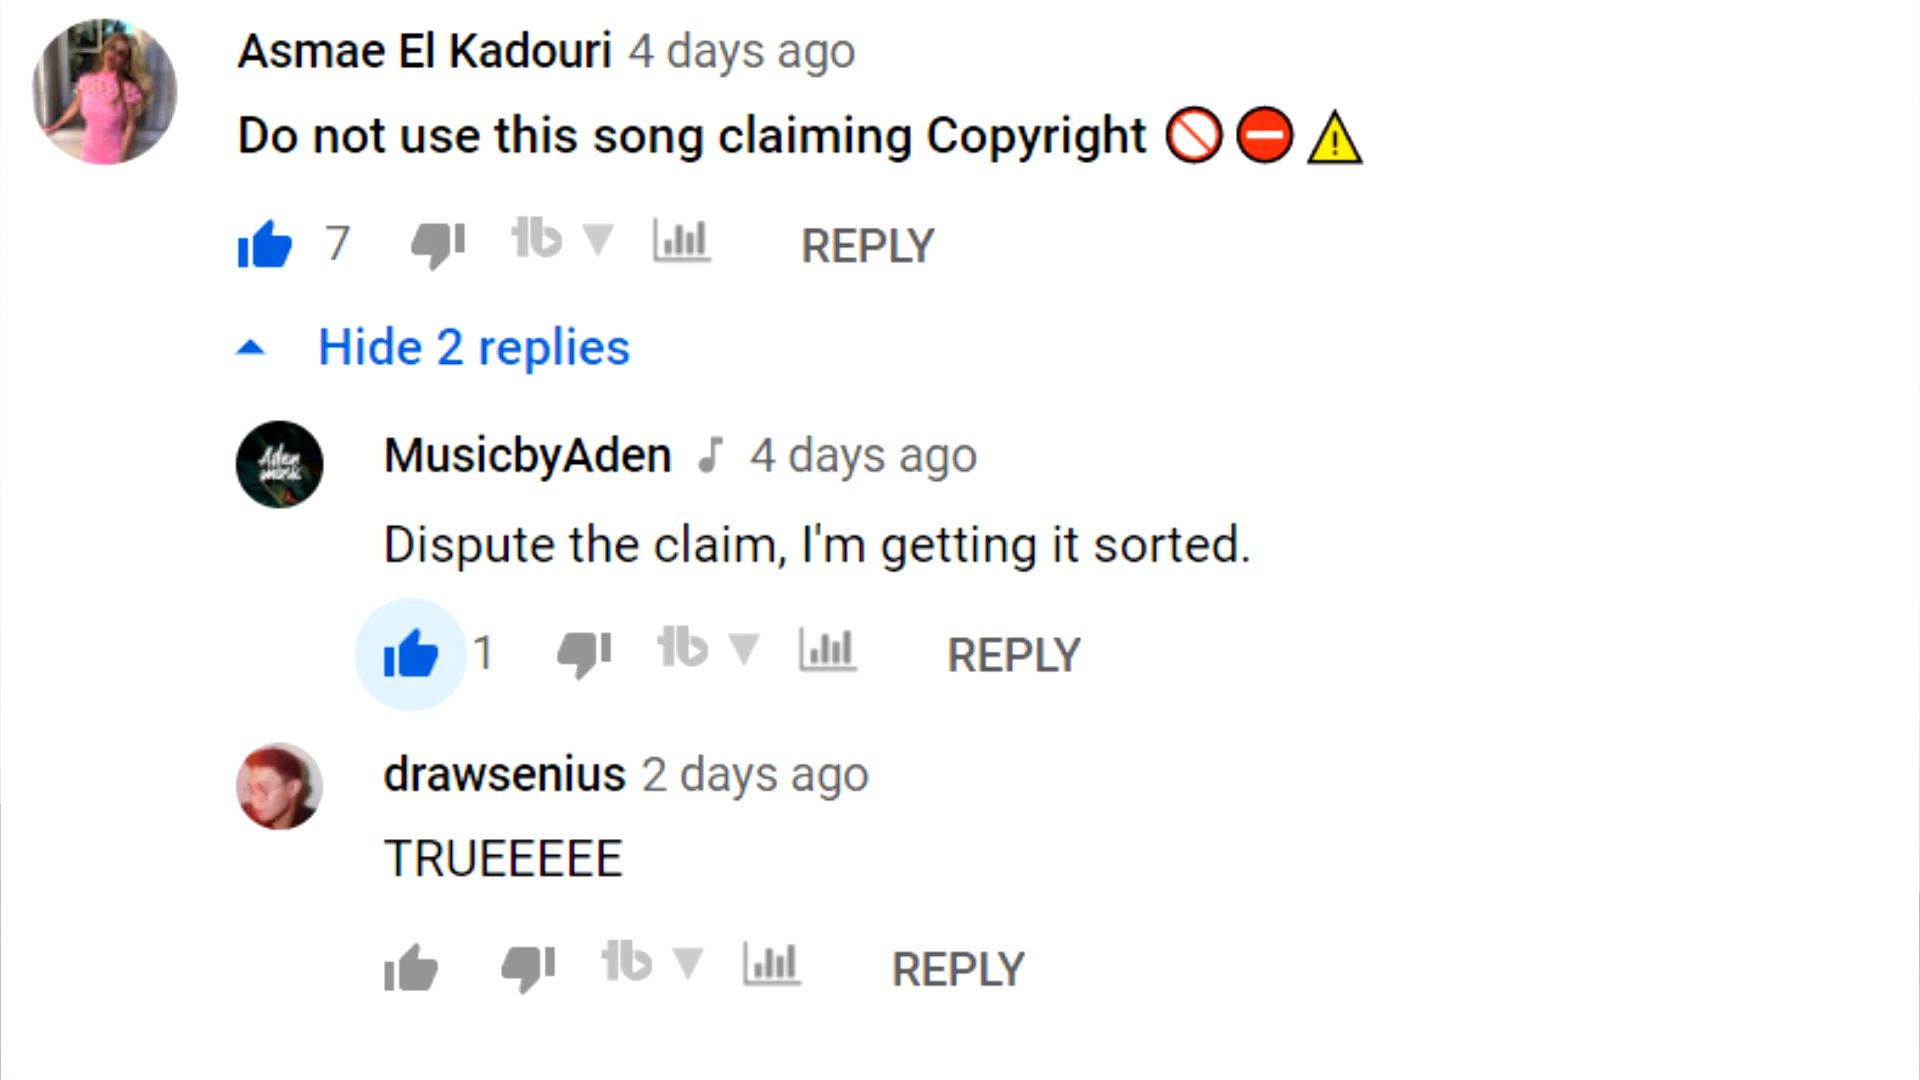 Asmae El Kadouri 4 days ago
Do not use this song claiming Copyright 🚫⛔⚠
7 REPLY
Hide 2 replies
MusicbyAden 4 days ago
Dispute the claim, I'm getting it sorted.
1 REPLY
drawsenius 2 days ago
TRUEEEEE
REPLY